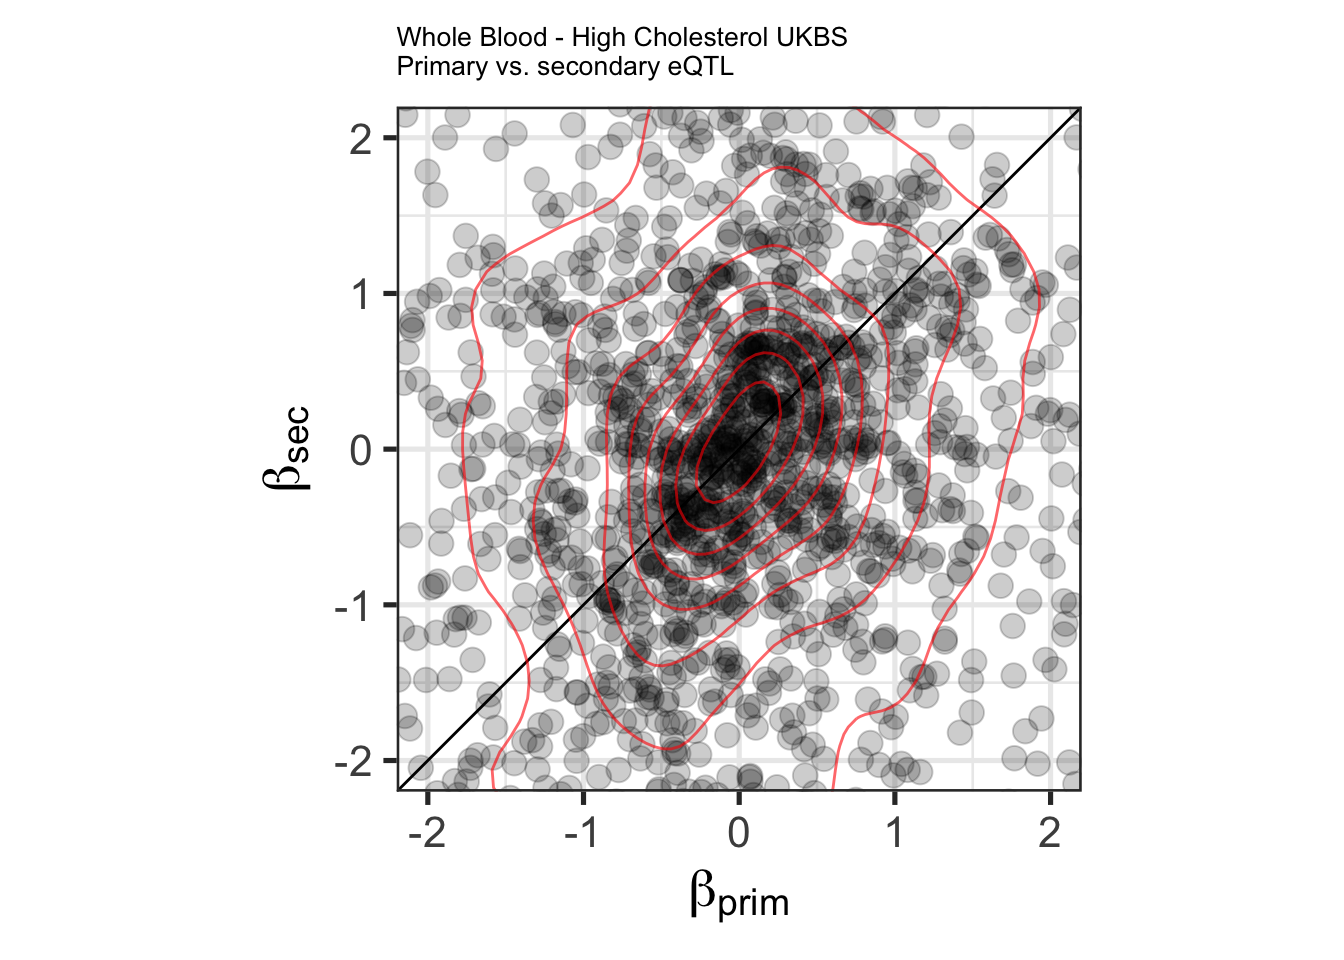 Whole Blood - High Cholesterol UKBS
Primary vs. secondary eQTL
2
1
0
-1
-2
βsec
-2 -1 0 1 2
βprim